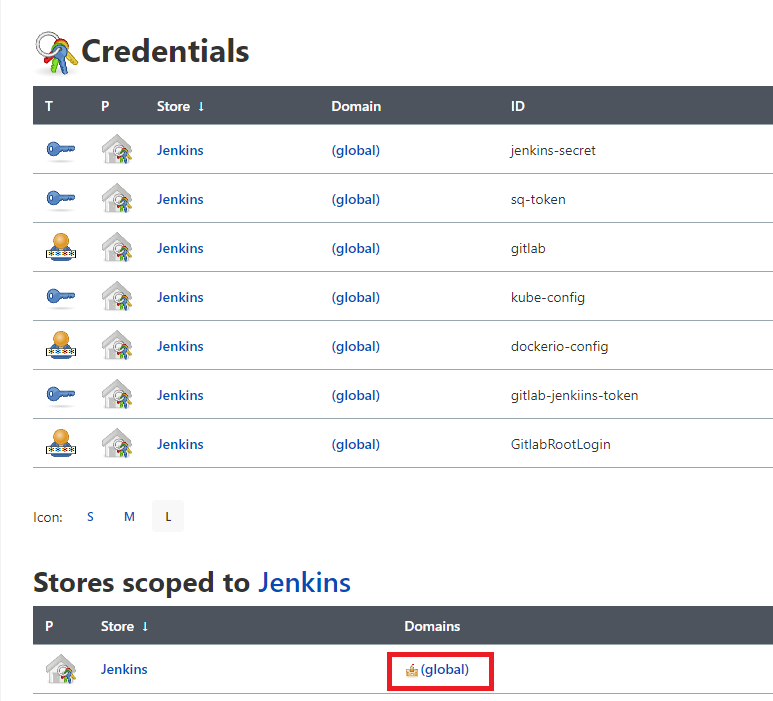 Credentials
T P Store ↓ Domain ID
Jenkins (global) jenkins-secret
Jenkins (global) sq-token
Jenkins (global) gitlab
Jenkins (global) kube-config
Jenkins (global) dockerio-config
Jenkins (global) gitlab-jenkiins-token
Jenkins (global) GitlabRootLogin
Icon: S M L
Stores scoped to Jenkins
P Store ↓ Domains
Jenkins (global)